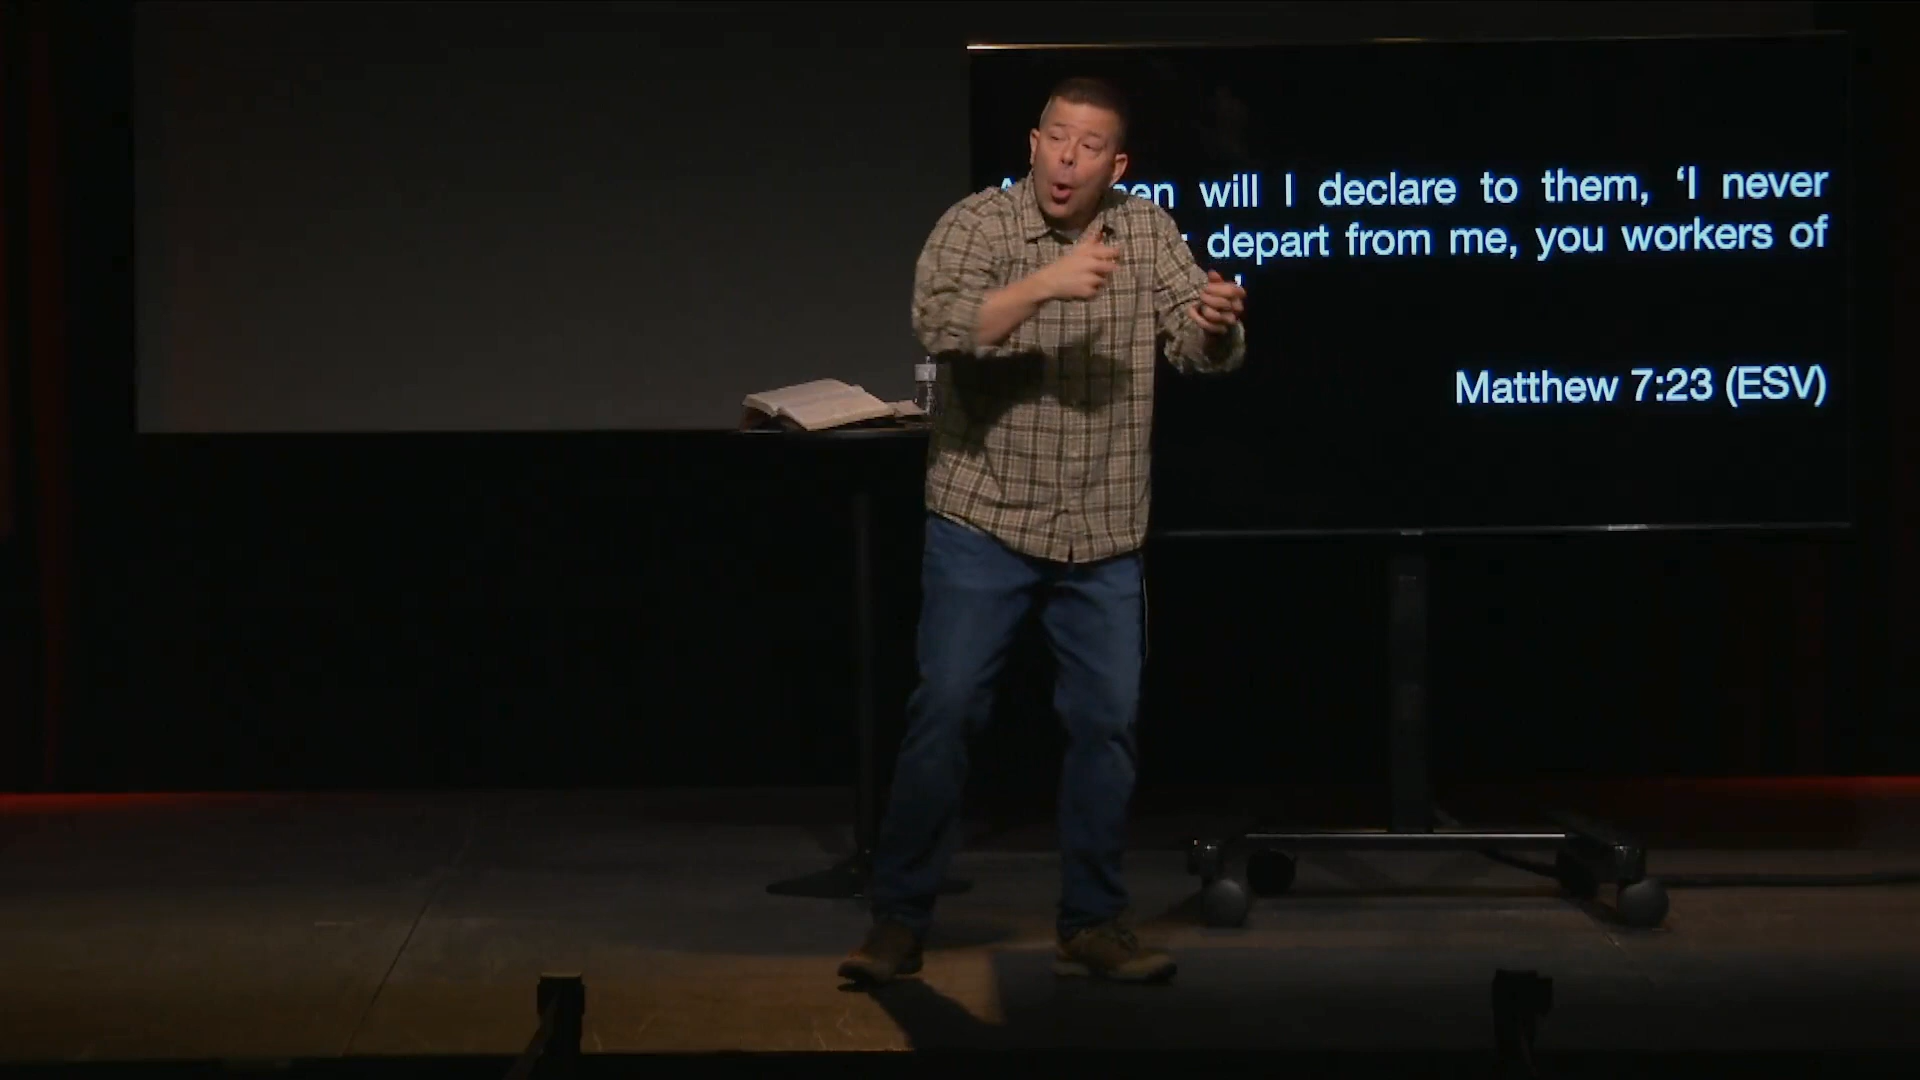 will I declare to them, ‘I never
depart from me, you workers of
Matthew 7:23 (ESV)